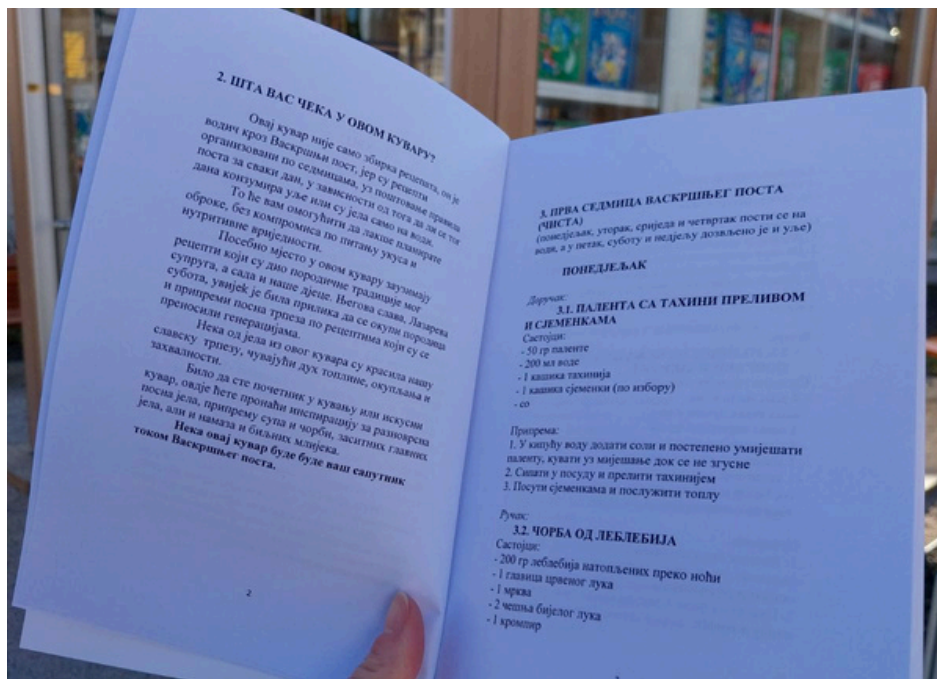 2. ШТА ВАС ЧЕКА У ОВОМ КУВАРУ?
Овај кувар није само збирка рецепата, он је
водич кроз Васкршњи пост, јер су рецепти
организовани по седмицама, уз поштовање правила
поста за сваки дан, у зависности од тога да ли се тог
дана конзумира уље или су јела само на води.
То ће вам омогућити да лакше планирате
оброке, без компромиса по питању укуса и
нутритивне вриједности.
Посебно мјесто у овом кувару заузимају
рецепти који су дио породичне традиције мог
супруга, а сада и наше дјеце. Његова слава, Лазарева
субота, увијек је била прилика да се окупи породица
и припреми посна трпеза по рецептима који су се
преносили генерацијама.
Нека од јела из овог кувара су красила нашу
славску трпезу, чувајући дух топлине, окупљања и
захвалности.
Било да сте почетник у кувању или искусни
кувар, овдје ћете пронаћи инспирацију за разноврсна
посна јела, припрему супа и чорби, заситних главних
јела, али и намаза и биљних млијека.
Нека овај кувар буде буде ваш сапутник
током Васкршњег поста.
2
3. ПРВА СЕДМИЦА ВАСКРШЊЕГ ПОСТА
(ЧИСТА)
(понедјељак, уторак, сриједа и четвртак пости се на
води, а у петак, суботу и недјељу дозвљено је и уље)
ПОНЕДЈЕЉАК
Доручак:
3.1. ПАЛЕНТА СА ТАХИНИ ПРЕЛИВОМ
И СЈЕМЕНКАМА
Састојци:
- 50 гр паленте
- 200 мл воде
- 1 кашика тахинија
- 1 кашика сјеменки (по избору)
- со
Припрема:
1. У кипућу воду додати соли и постепено умијешати
паленту, кувати уз мијешање док се не згусне
2. Сипати у посуду и прелити тахинијем
3. Посути сјеменкама и послужити топлу
Ручак:
3.2. ЧОРБА ОД ЛЕБЛЕБИЈА
Састојци:
- 200 гр леблебија натопљених преко ноћи
- 1 главица црвеног лука
- 1 мрква
- 2 чешња бијелог лука
- 1 кромпир